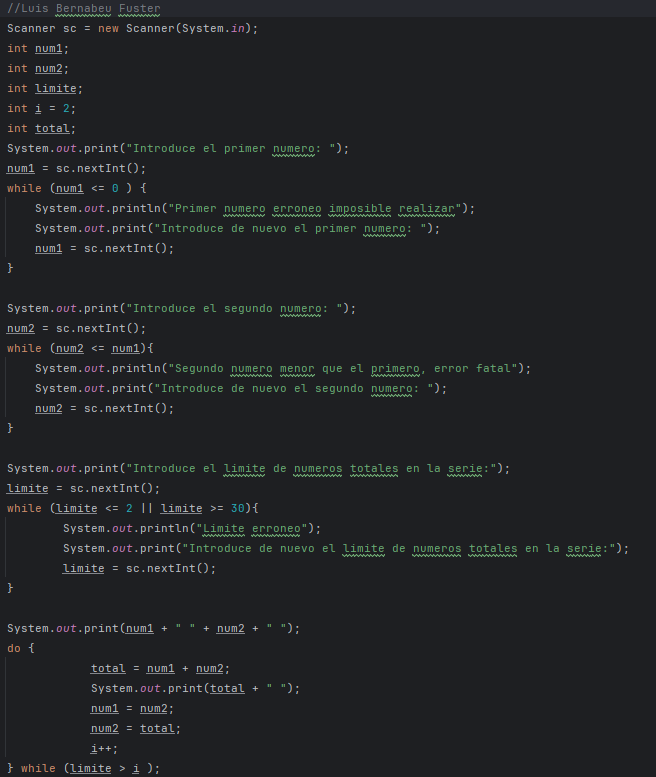 //Luis Bernabeu Fuster
Scanner sc = new Scanner(System.in);
int num1;
int num2;
int limite;
int i = 2;
int total;
System.out.print("Introduce el primer numero: ");
num1 = sc.nextInt();
while (num1 <= 0 ) {
System.out.println("Primer numero erroneo imposible realizar");
System.out.print("Introduce de nuevo el primer numero: ");
num1 = sc.nextInt();
}
System.out.print("Introduce el segundo numero: ");
num2 = sc.nextInt();
while (num2 <= num1){
System.out.println("Segundo numero menor que el primero, error fatal");
System.out.print("Introduce de nuevo el segundo numero: ");
num2 = sc.nextInt();
}
System.out.print("Introduce el limite de numeros totales en la serie:");
limite = sc.nextInt();
while (limite <= 2 || limite >= 30){
System.out.println("Limite erroneo");
System.out.print("Introduce de nuevo el limite de numeros totales en la serie:");
limite = sc.nextInt();
}
System.out.print(num1 + " " + num2 + " ");
do {
total = num1 + num2;
System.out.print(total + " ");
num1 = num2;
num2 = total;
i++;
} while (limite > i );